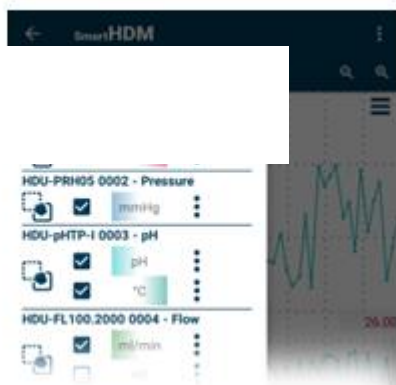 SmartHDM
HDU-PRH05 0002 - Pressure
mmHg
HDU-pHTP-I 0003 - pH
pH
°C
26.00
HDU-FL100.2000 0004 - Flow
ml/min